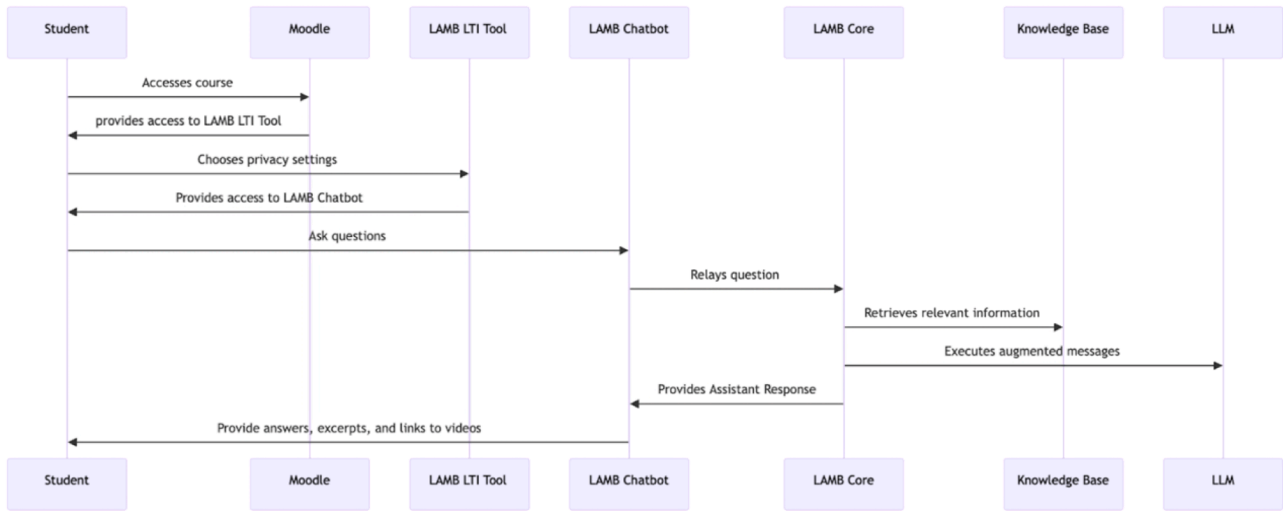 Student
Moodle
LAMB LTI Tool
LAMB Chatbot
LAMB Core
Knowledge Base
LLM
Accesses course
provides access to LAMB LTI Tool
Chooses privacy settings
Provides access to LAMB Chatbot
Ask questions
Relays question
Retrieves relevant information
Executes augmented messages
Provides Assistant Response
Provide answers, excerpts, and links to videos
Student
Moodle
LAMB LTI Tool
LAMB Chatbot
LAMB Core
Knowledge Base
LLM